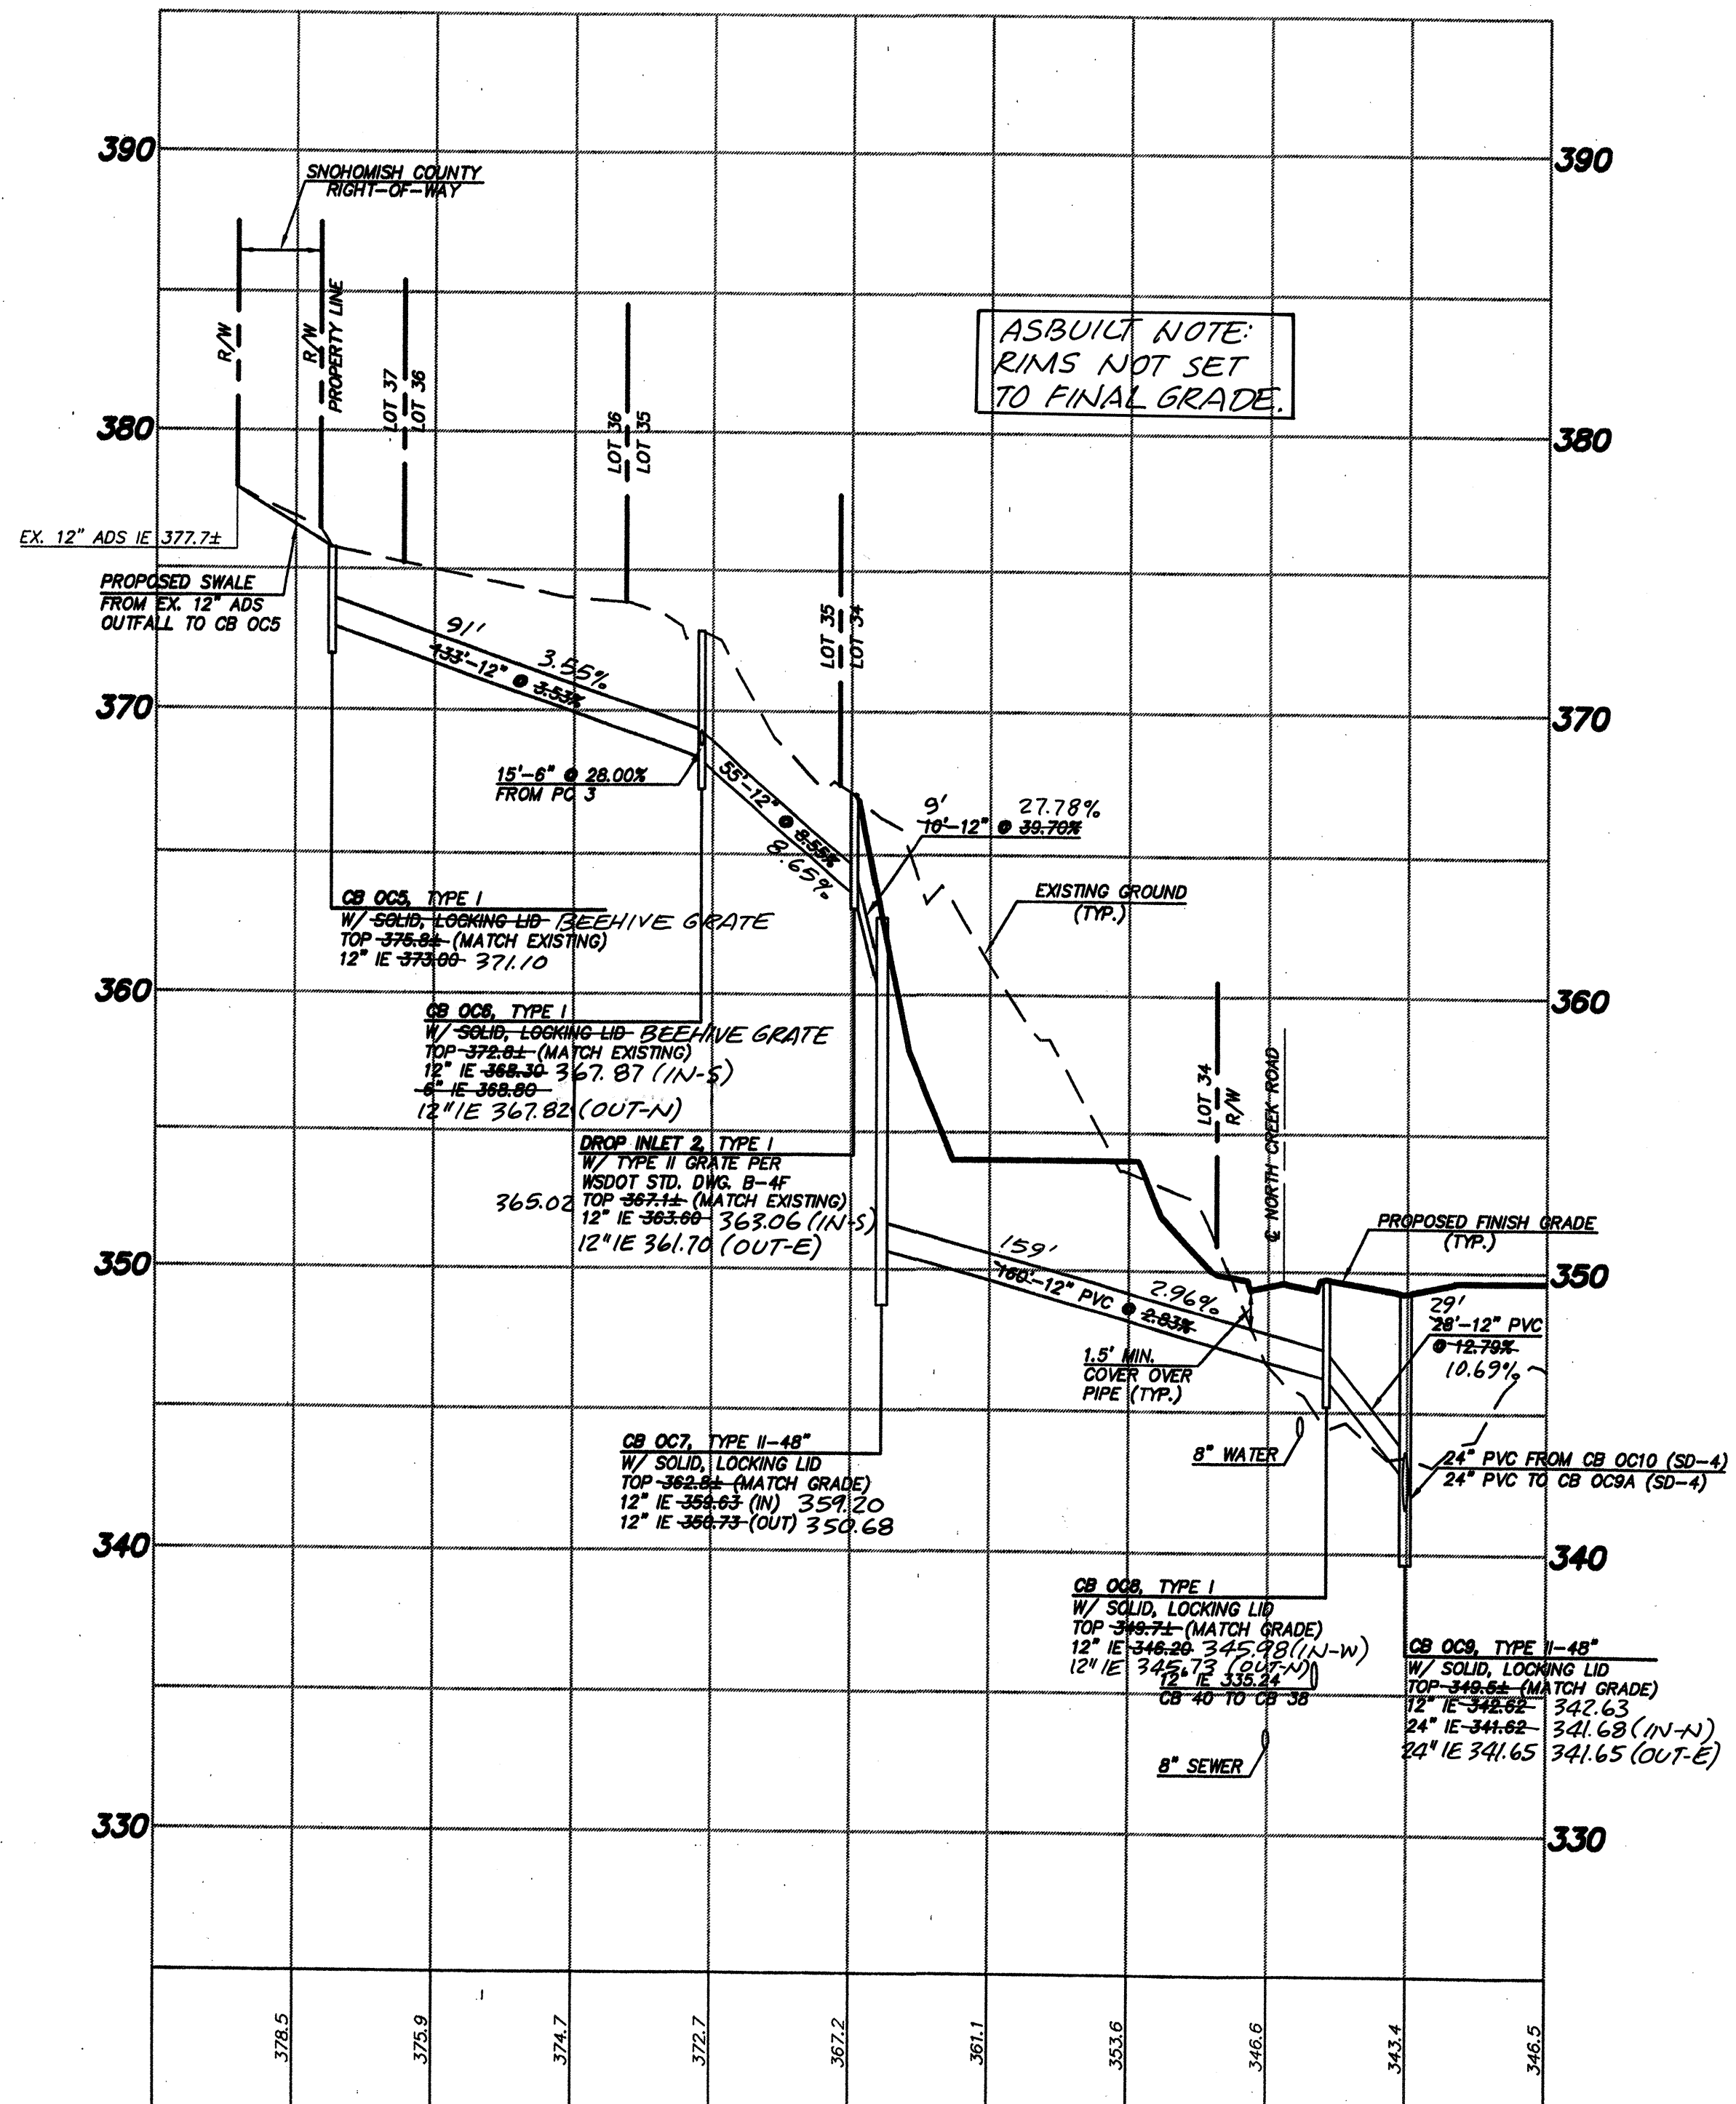 390
390
SNOHOMISH COUNTY
RIGHT-OF-WAY
R/W
R/W
PROPERTY LINE
LOT 37
LOT 36
LOT 36
LOT 35
ASBUILT NOTE:
RIMS NOT SET
TO FINAL GRADE.
380
380
EX. 12" ADS IE 377.7±
PROPOSED SWALE
FROM EX. 12" ADS
OUTFALL TO CB OC5
91'
133'-12" @ 3.53%
3.55%
LOT 35
LOT 34
370
370
15'-6" @ 28.00%
FROM PC 3
55'-12" @ 8.55%
8.65%
9' 27.78%
10'-12" @ 39.70%
EXISTING GROUND
(TYP.)
CB OC5, TYPE I
W/ SOLID, LOCKING LID BEEHIVE GRATE
TOP 375.8± (MATCH EXISTING)
12" IE 373.00 371.10
360
360
CB OC6, TYPE I
W/ SOLID, LOCKING LID BEEHIVE GRATE
TOP 372.8± (MATCH EXISTING)
12" IE 368.30 367.87 (IN-S)
6" IE 368.80
12" IE 367.82 (OUT-N)
LOT 34
R/W
℄ NORTH CREEK ROAD
DROP INLET 2, TYPE I
W/ TYPE II GRATE PER
WSDOT STD. DWG. B-4F
365.02 TOP 367.1± (MATCH EXISTING)
12" IE 363.60 363.06 (IN-S)
12" IE 361.70 (OUT-E)
PROPOSED FINISH GRADE
(TYP.)
350
350
159'
160'-12" PVC @ 2.83%
2.96%
29'
28'-12" PVC
@ 12.79%
10.69%
1.5' MIN.
COVER OVER
PIPE (TYP.)
8" WATER
24" PVC FROM CB OC10 (SD-4)
24" PVC TO CB OC9A (SD-4)
CB OC7, TYPE II-48"
W/ SOLID, LOCKING LID
TOP 362.8± (MATCH GRADE)
12" IE 359.63 (IN) 359.20
12" IE 350.73 (OUT) 350.68
340
340
CB OC8, TYPE I
W/ SOLID, LOCKING LID
TOP 349.7± (MATCH GRADE)
12" IE 346.20 345.98 (IN-W)
12" IE 345.73 (OUT-N)
12" IE 335.24
CB 40 TO CB 38
CB OC9, TYPE II-48"
W/ SOLID, LOCKING LID
TOP 349.5± (MATCH GRADE)
12" IE 342.62 342.63
24" IE 341.62 341.68 (IN-N)
24" IE 341.65 341.65 (OUT-E)
8" SEWER
330
330
378.5
375.9
374.7
372.7
367.2
361.1
353.6
346.6
343.4
346.5